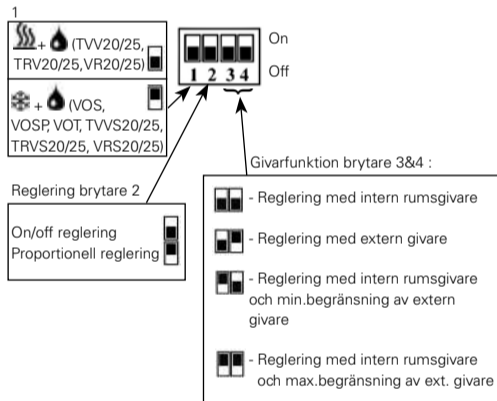 1
+ (TVV20/25,
TRV20/25,VR20/25)
+ (VOS,
VOSP, VOT, TVVS20/25,
TRVS20/25, VRS20/25)
On
Off
1 2 3 4
Reglering brytare 2
On/off reglering
Proportionell reglering
Givarfunktion brytare 3&4 :
- Reglering med intern rumsgivare
- Reglering med extern givare
- Reglering med intern rumsgivare
och min.begränsning av extern
givare
- Reglering med intern rumsgivare
och max.begränsning av ext. givare